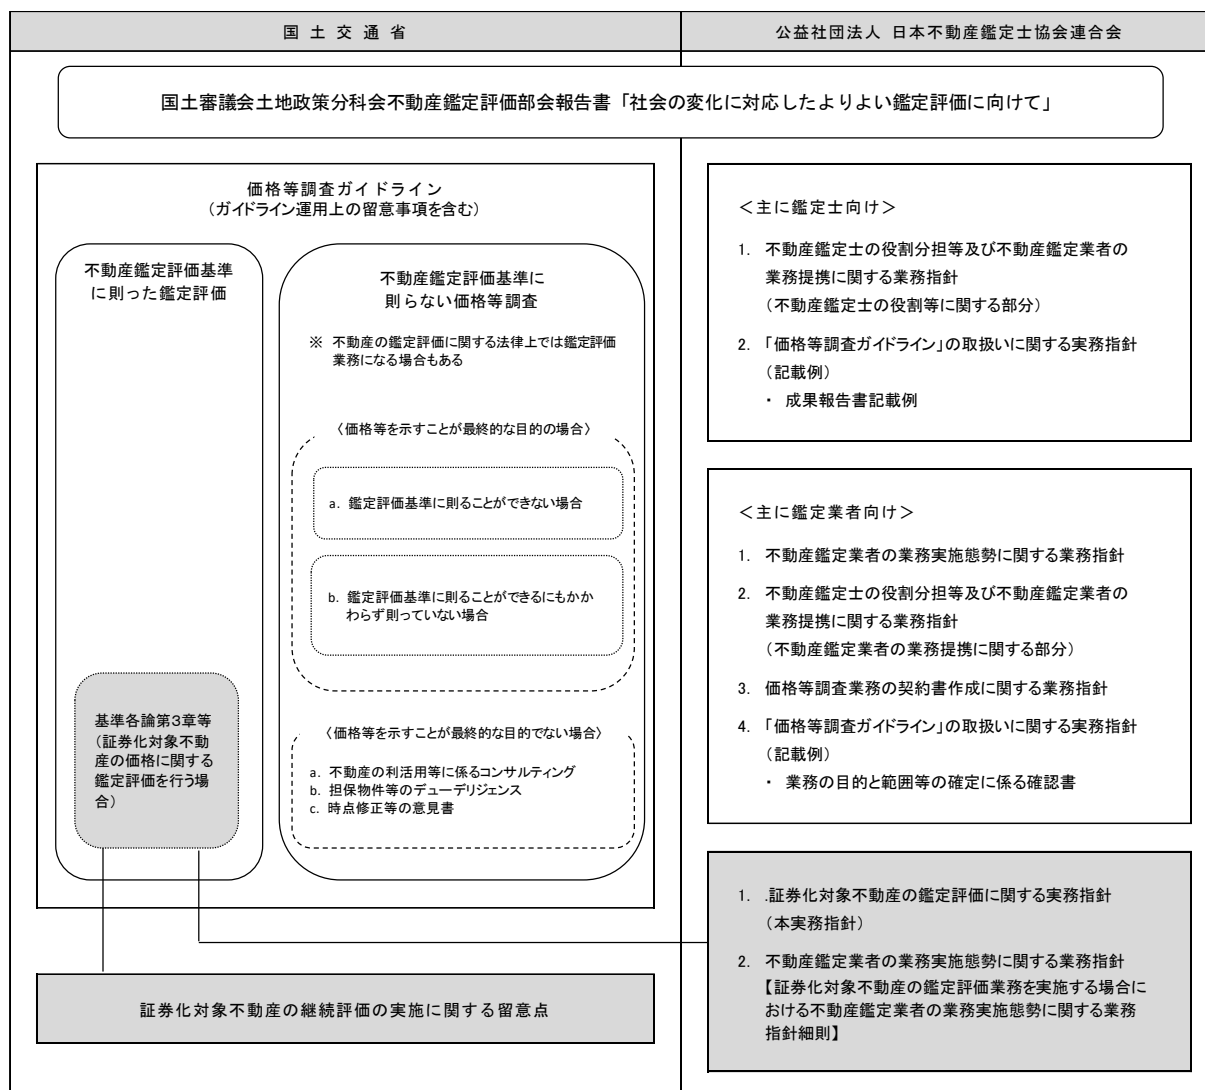 国土交通省
公益社団法人 日本不動産鑑定士協会連合会
国土審議会土地政策分科会不動産鑑定評価部会報告書「社会の変化に対応したよりよい鑑定評価に向けて」
価格等調査ガイドライン
(ガイドライン運用上の留意事項を含む)
不動産鑑定評価基準
に則った鑑定評価
基準各論第3章等
(証券化対象不動
産の価格に関する
鑑定評価を行う場
合)
不動産鑑定評価基準に
則らない価格等調査
※ 不動産の鑑定評価に関する法律上では鑑定評価
業務になる場合もある
〈価格等を示すことが最終的な目的の場合〉
a. 鑑定評価基準に則ることができない場合
b. 鑑定評価基準に則ることができるにもかか
わらず則っていない場合
〈価格等を示すことが最終的な目的でない場合〉
a. 不動産の利活用等に係るコンサルティング
b. 担保物件等のデューデリジェンス
c. 時点修正等の意見書
証券化対象不動産の継続評価の実施に関する留意点
＜主に鑑定士向け＞
1. 不動産鑑定士の役割分担等及び不動産鑑定業者の
業務提携に関する業務指針
(不動産鑑定士の役割等に関する部分)
2. 「価格等調査ガイドライン」の取扱いに関する実務指針
(記載例)
・ 成果報告書記載例
＜主に鑑定業者向け＞
1. 不動産鑑定業者の業務実施態勢に関する業務指針
2. 不動産鑑定士の役割分担等及び不動産鑑定業者の
業務提携に関する業務指針
(不動産鑑定業者の業務提携に関する部分)
3. 価格等調査業務の契約書作成に関する業務指針
4. 「価格等調査ガイドライン」の取扱いに関する実務指針
(記載例)
・ 業務の目的と範囲等の確定に係る確認書
1. .証券化対象不動産の鑑定評価に関する実務指針
(本実務指針)
2. 不動産鑑定業者の業務実施態勢に関する業務指針
【証券化対象不動産の鑑定評価業務を実施する場合に
おける不動産鑑定業者の業務実施態勢に関する業務
指針細則】